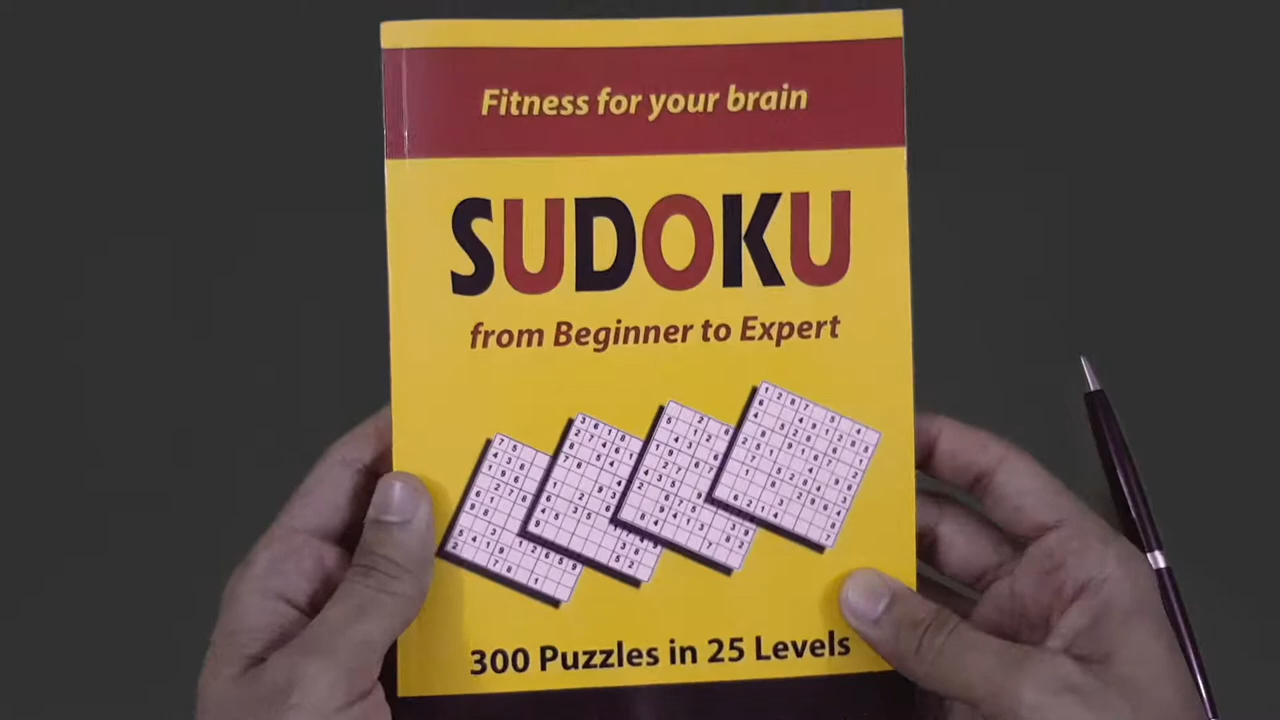 Fitness for your brain
SUDOKU
from Beginner to Expert
300 Puzzles in 25 Levels